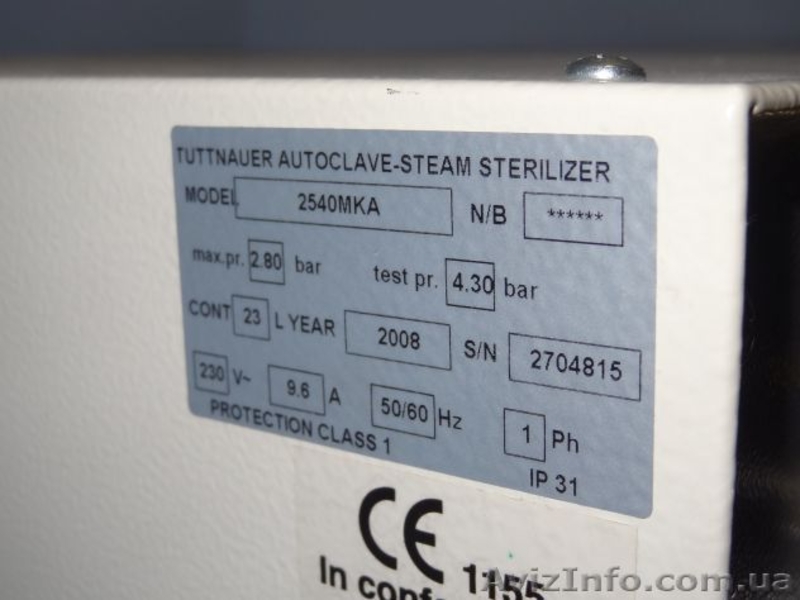 TUTTNAUER AUTOCLAVE-STEAM STERILIZER
MODEL 2540MKA N/B ******
max.pr. 2.80 bar test pr. 4.30 bar
CONT 23 L YEAR 2008 S/N 2704815
230 V~ 9.6 A 50/60 Hz 1 Ph
PROTECTION CLASS 1 IP 31
CE 1155
In
AvizInfo.com.ua